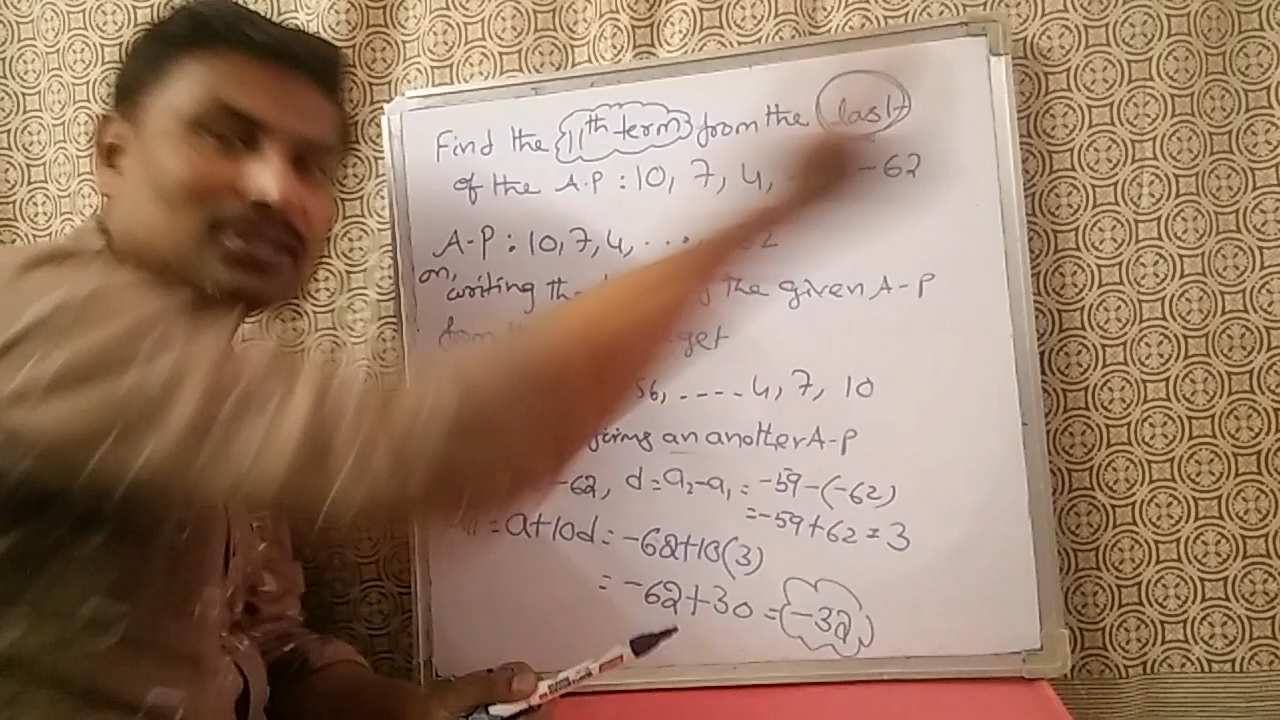 Find the 11th term from the last
of the A.P : 10, 7, 4, -62
A-P : 10, 7, 4, ....
on,
writing the given A-P
from get
56, ----- 4, 7, 10
an another A-P
-62, d = a2-a1 = -59-(-62)
= -59+62 = 3
= a+10d = -62+10(3)
= -62+30 = -32